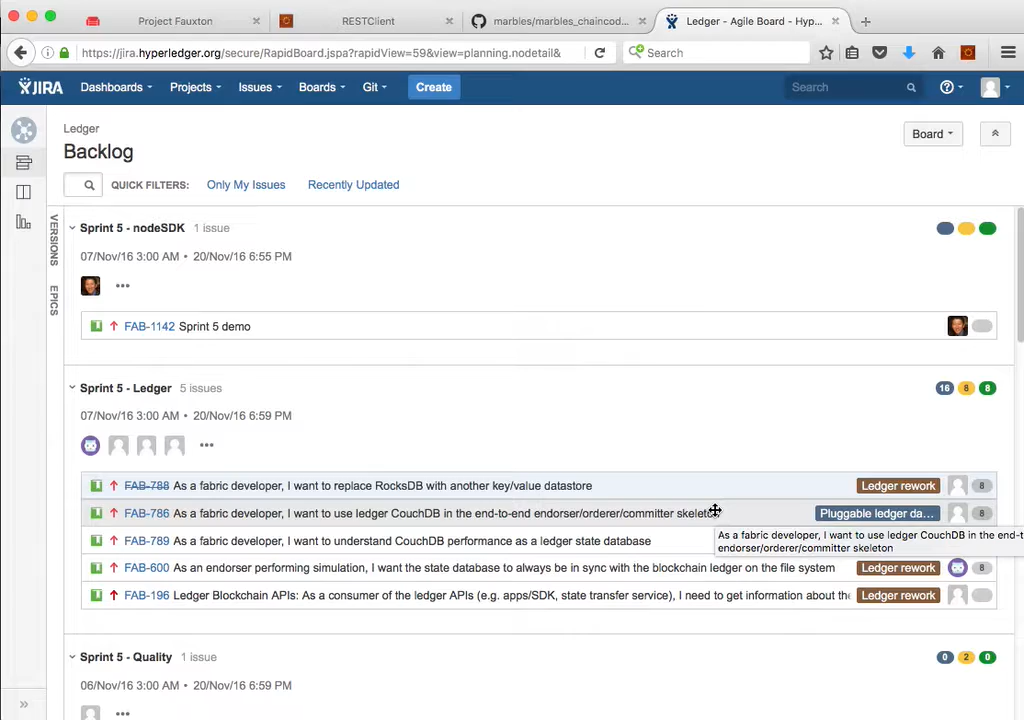 Project Fauxton
RESTClient
marbles/marbles_chaincod...
Ledger - Agile Board - Hyp...
https://jira.hyperledger.org/secure/RapidBoard.jspa?rapidView=59&view=planning.nodetail&
Search
JIRA Dashboards Projects Issues Boards Git Create Search
Ledger
Backlog
Board
QUICK FILTERS: Only My Issues Recently Updated
VERSIONS
EPICS
Sprint 5 - nodeSDK 1 issue
07/Nov/16 3:00 AM • 20/Nov/16 6:55 PM
FAB-1142 Sprint 5 demo
Sprint 5 - Ledger 5 issues 16 8 8
07/Nov/16 3:00 AM • 20/Nov/16 6:59 PM
FAB-788 As a fabric developer, I want to replace RocksDB with another key/value datastore Ledger rework 8
FAB-786 As a fabric developer, I want to use ledger CouchDB in the end-to-end endorser/orderer/committer skeleton Pluggable ledger da... 8
FAB-789 As a fabric developer, I want to understand CouchDB performance as a ledger state database
As a fabric developer, I want to use ledger CouchDB in the end-t
endorser/orderer/committer skeleton
FAB-600 As an endorser performing simulation, I want the state database to always be in sync with the blockchain ledger on the file system Ledger rework 8
FAB-196 Ledger Blockchain APIs: As a consumer of the ledger APIs (e.g. apps/SDK, state transfer service), I need to get information about the Ledger rework
Sprint 5 - Quality 1 issue 0 2 0
06/Nov/16 3:00 AM • 20/Nov/16 6:59 PM